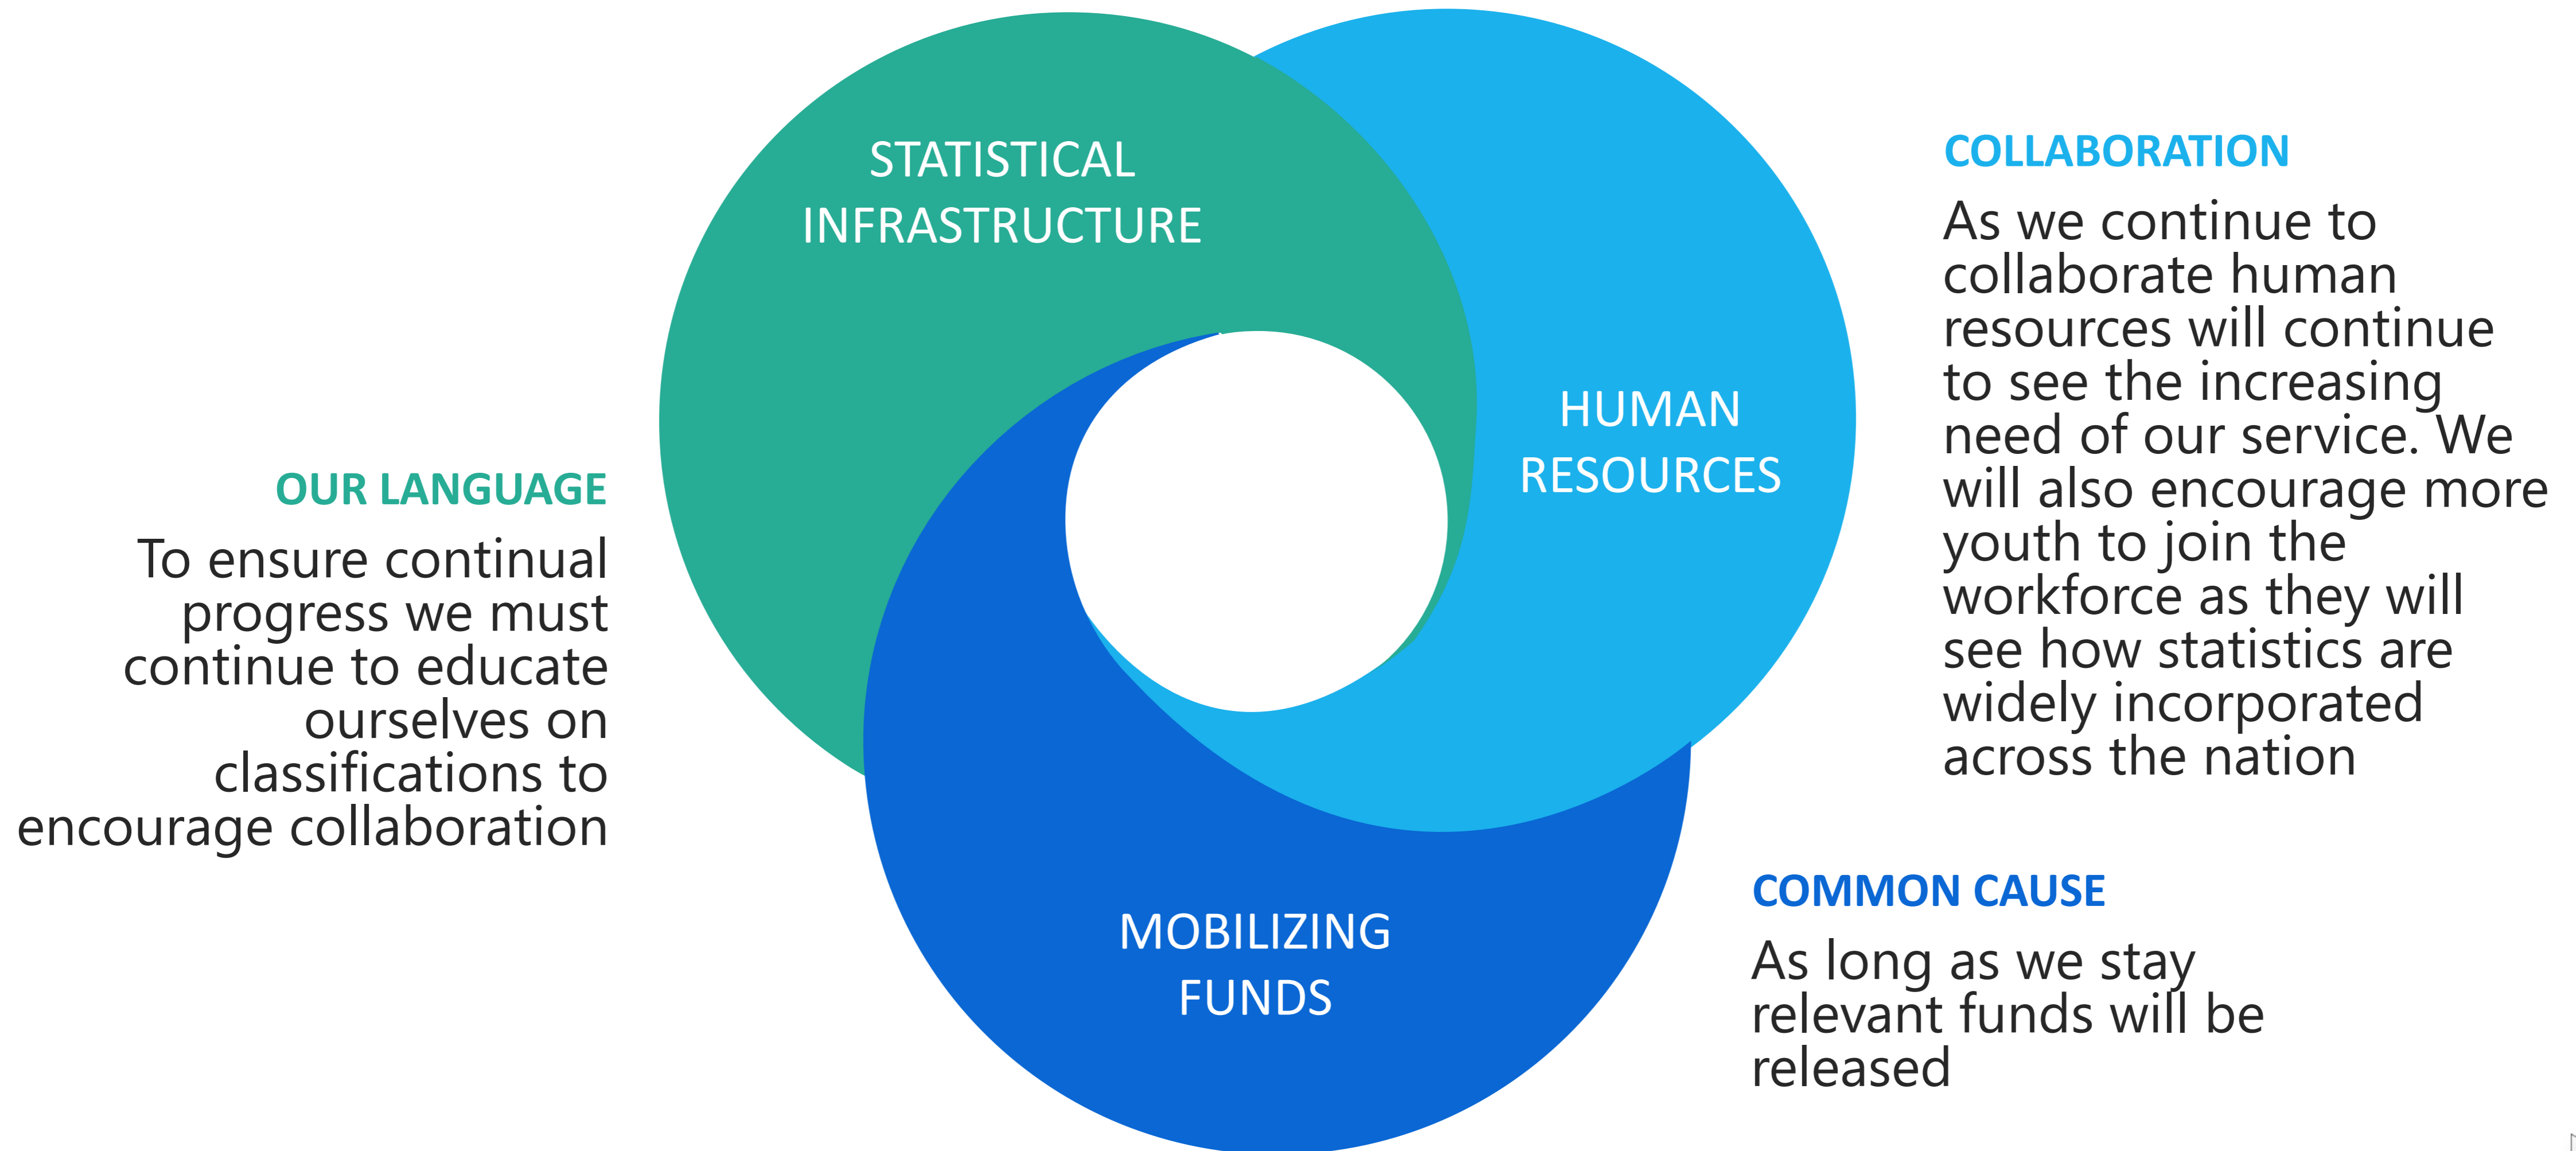 STATISTICAL
INFRASTRUCTURE
HUMAN
RESOURCES
MOBILIZING
FUNDS
OUR LANGUAGE
To ensure continual
progress we must
continue to educate
ourselves on
classifications to
encourage collaboration
COLLABORATION
As we continue to
collaborate human
resources will continue
to see the increasing
need of our service. We
will also encourage more
youth to join the
workforce as they will
see how statistics are
widely incorporated
across the nation
COMMON CAUSE
As long as we stay
relevant funds will be
released